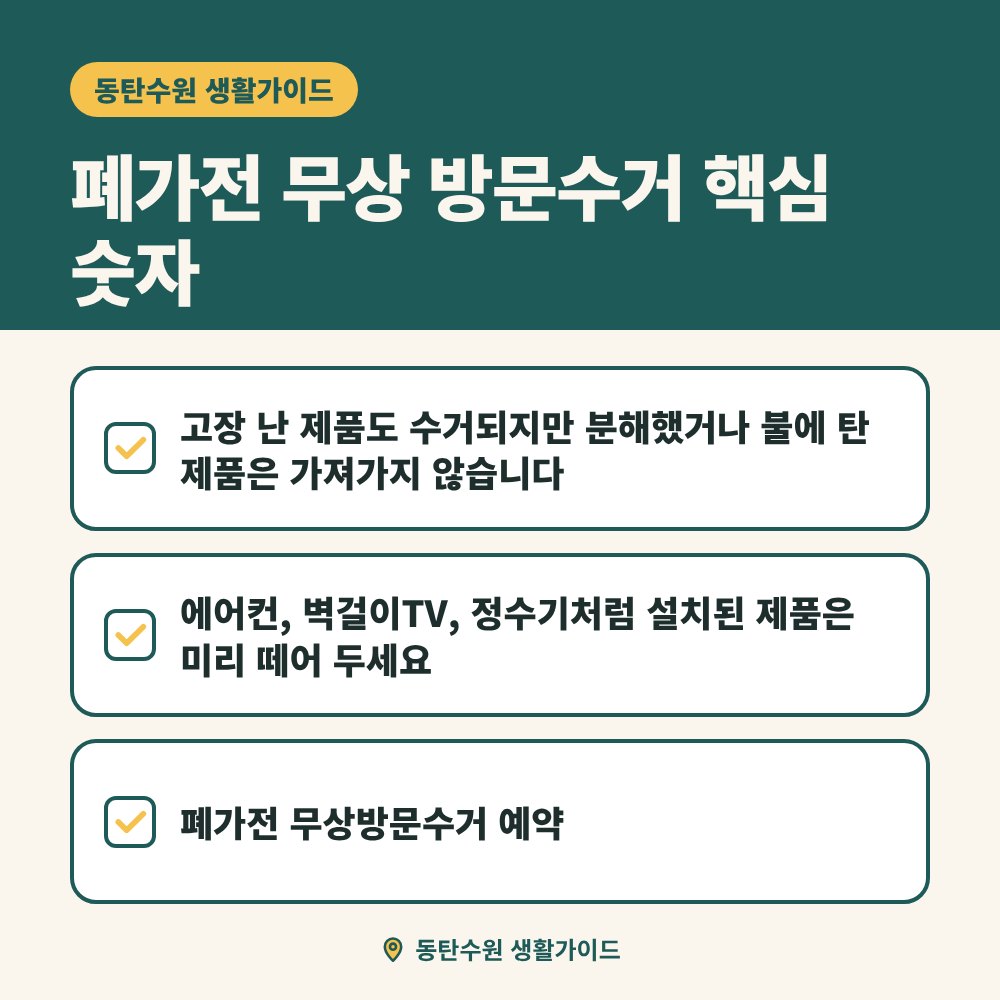 동탄수원 생활가이드
폐가전 무상 방문수거 핵심
숫자
고장 난 제품도 수거되지만 분해했거나 불에 탄
제품은 가져가지 않습니다
에어컨, 벽걸이TV, 정수기처럼 설치된 제품은
미리 떼어 두세요
폐가전 무상방문수거 예약
동탄수원 생활가이드